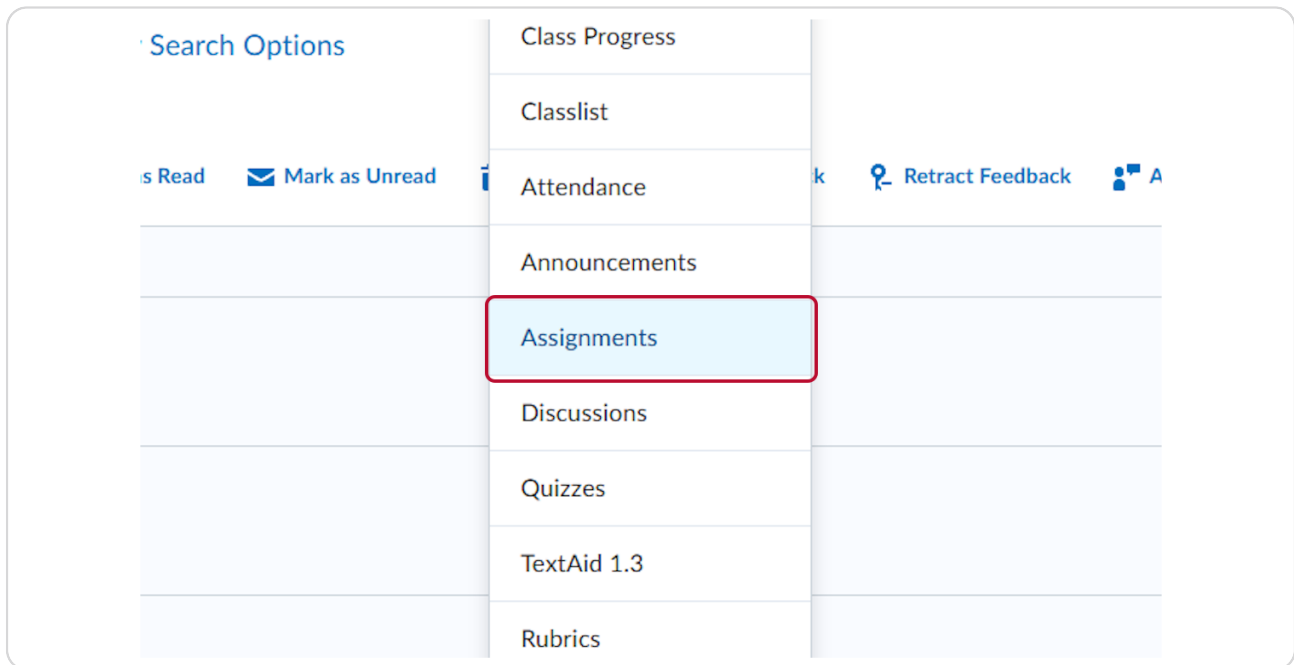 Search Options
Class Progress
Classlist
Attendance
s Read
Mark as Unread
k
Retract Feedback
A
Announcements
Assignments
Discussions
Quizzes
TextAid 1.3
Rubrics